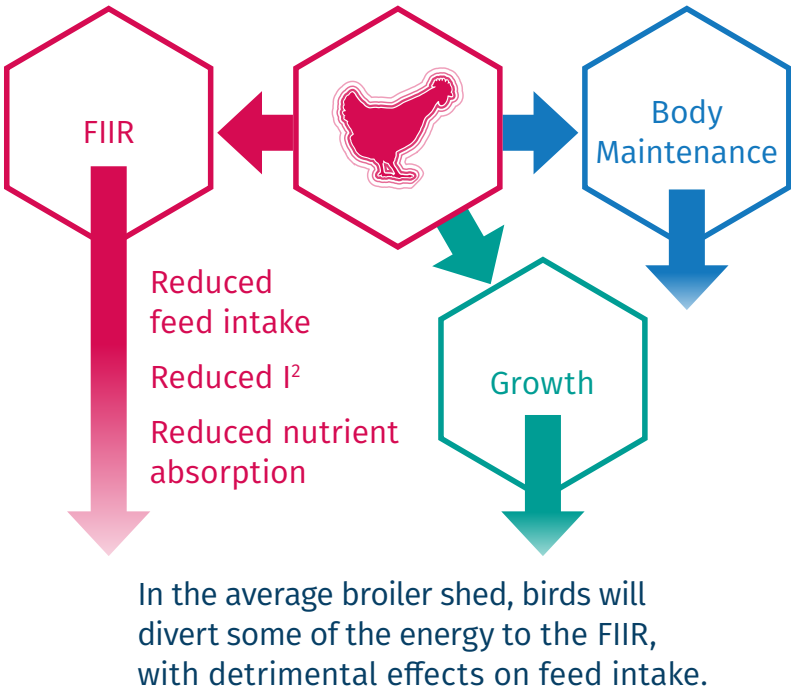 FIIR
Body
Maintenance
Reduced
feed intake
Reduced I²
Reduced nutrient
absorption
Growth
In the average broiler shed, birds will
divert some of the energy to the FIIR,
with detrimental effects on feed intake.